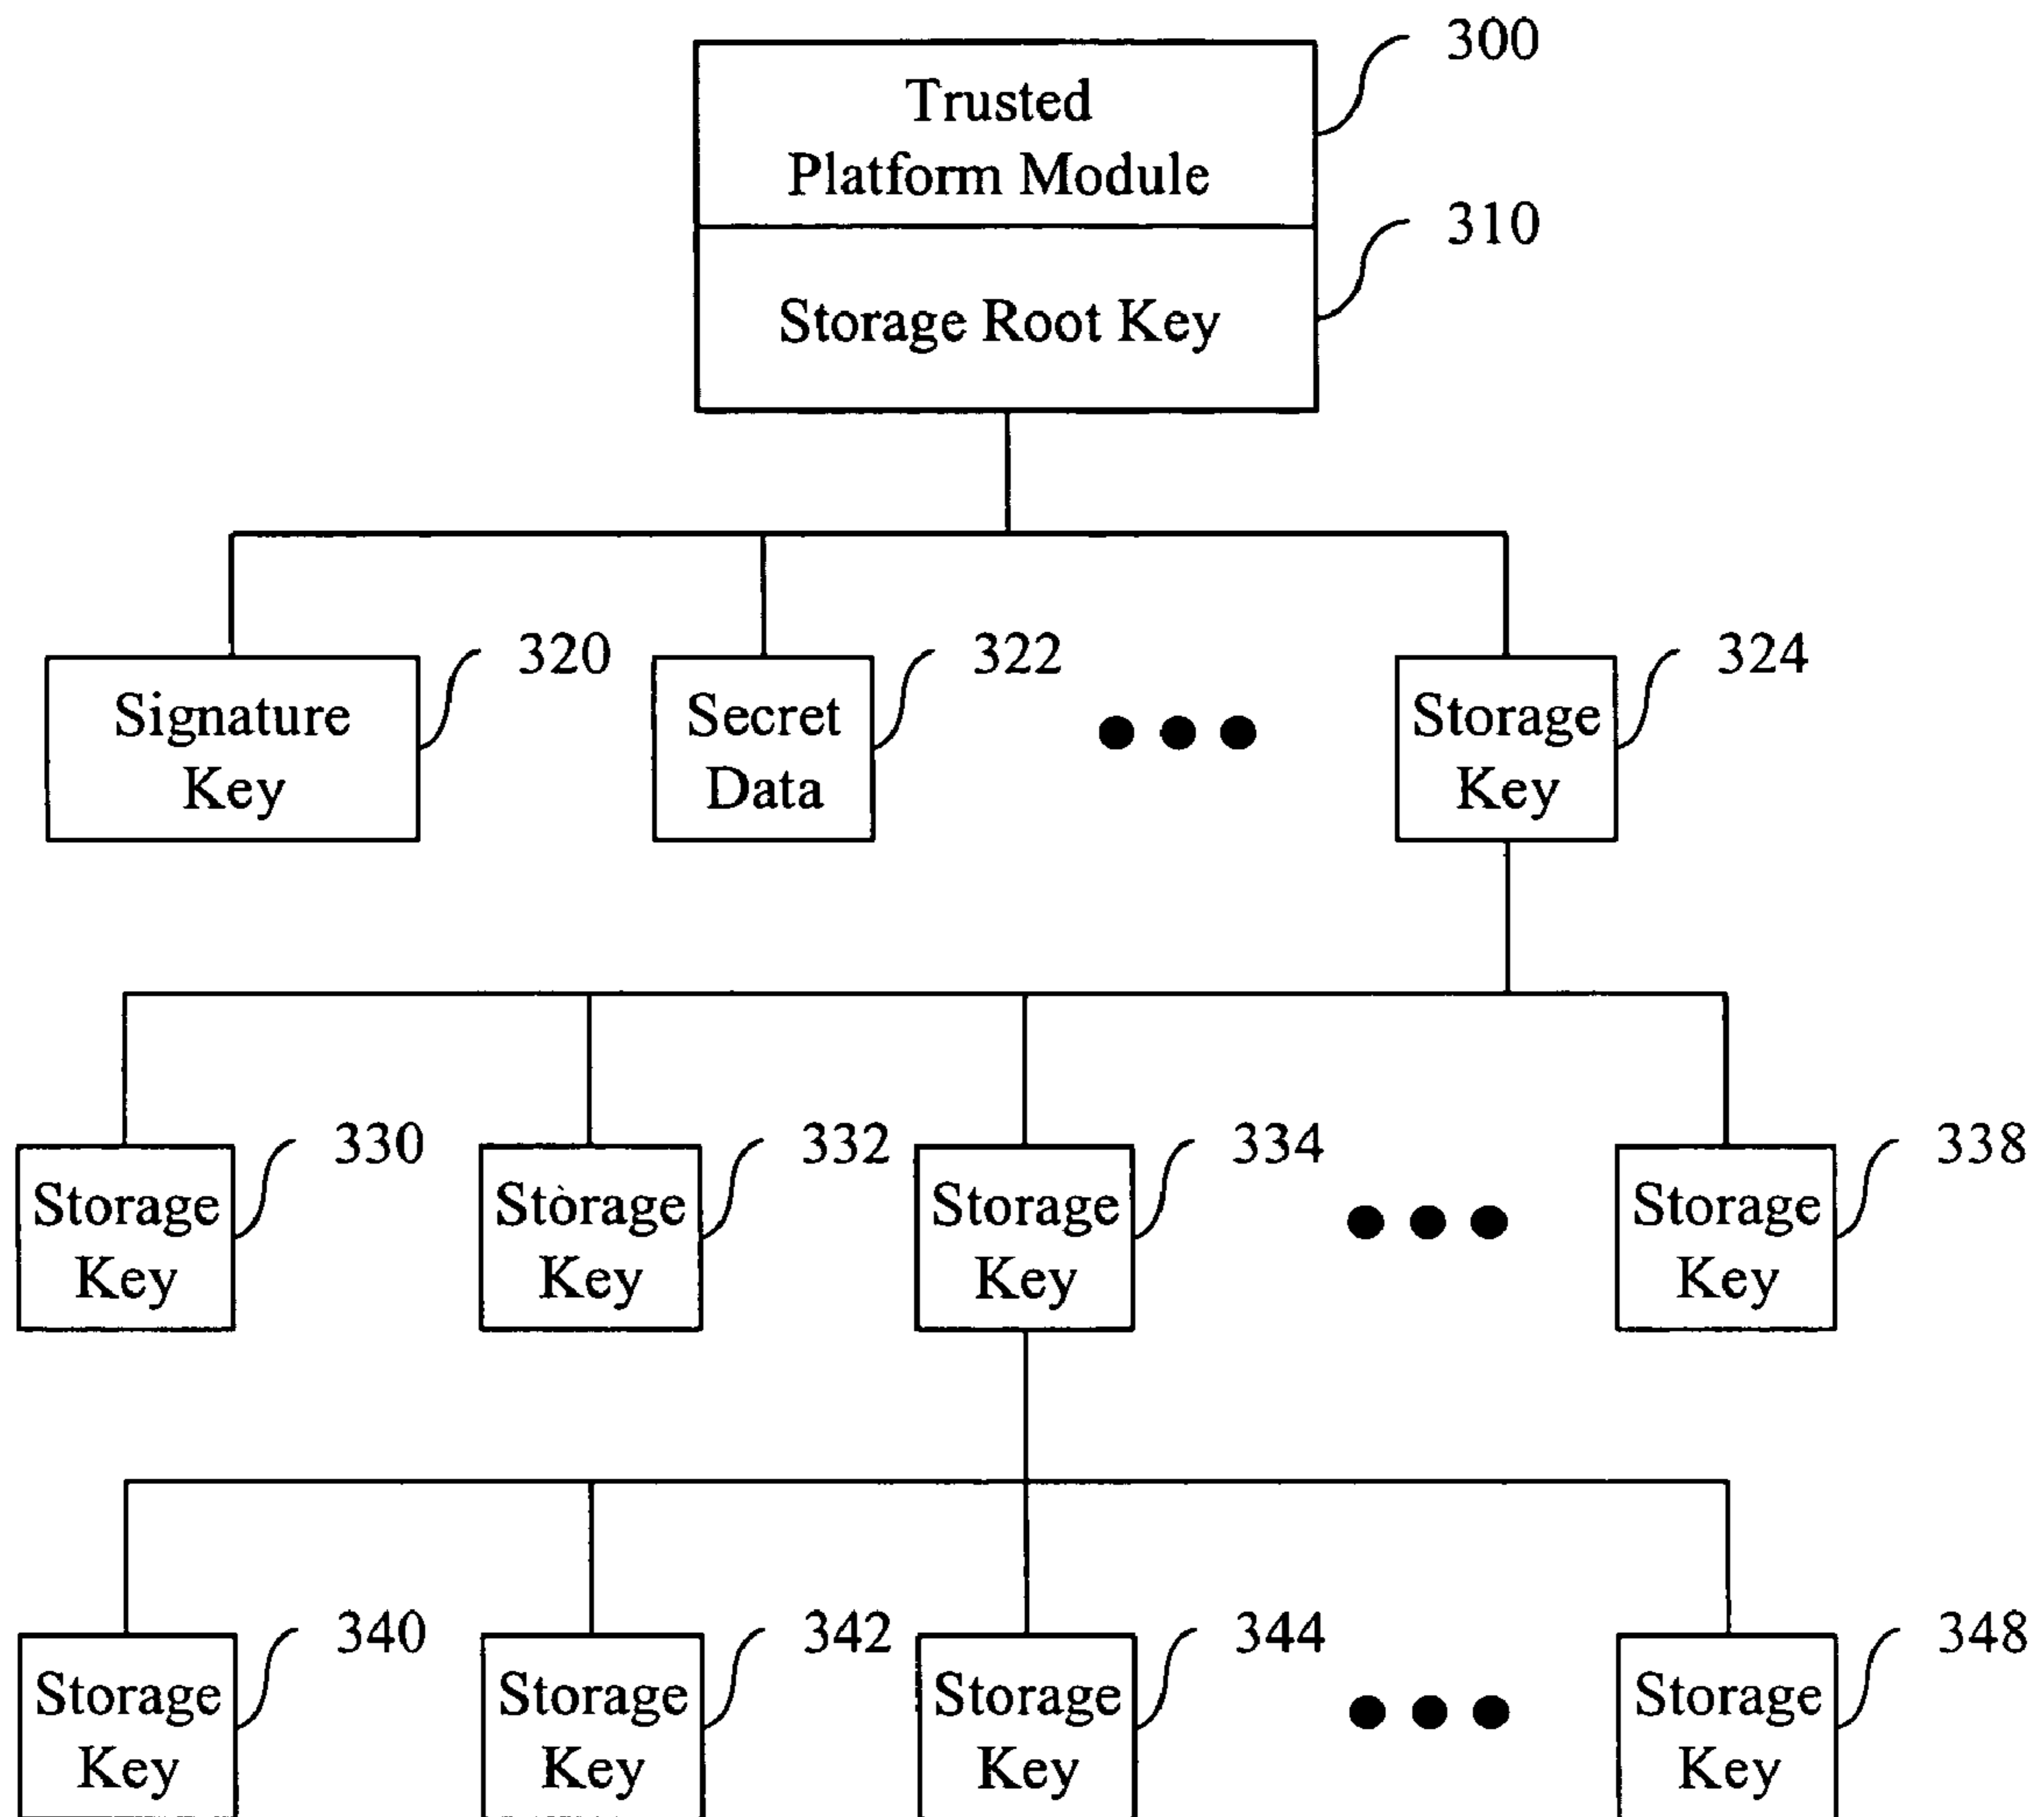 300
Trusted
Platform Module
310
Storage Root Key
320
322
324
Signature
Key
Secret
Data
Storage
Key
330
332
334
338
Storage
Key
Storage
Key
Storage
Key
Storage
Key
340
342
344
348
Storage
Key
Storage
Key
Storage
Key
Storage
Key